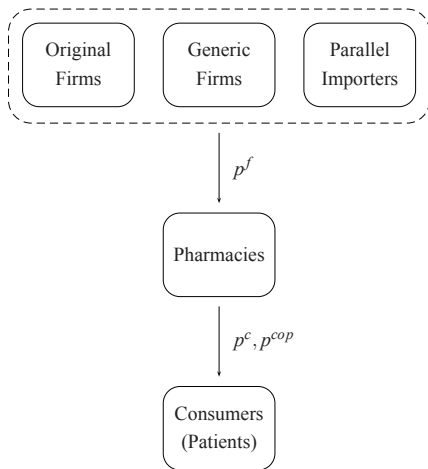 Original
Firms
Generic
Firms
Parallel
Importers
p^f
Pharmacies
p^c, p^{cop}
Consumers
(Patients)